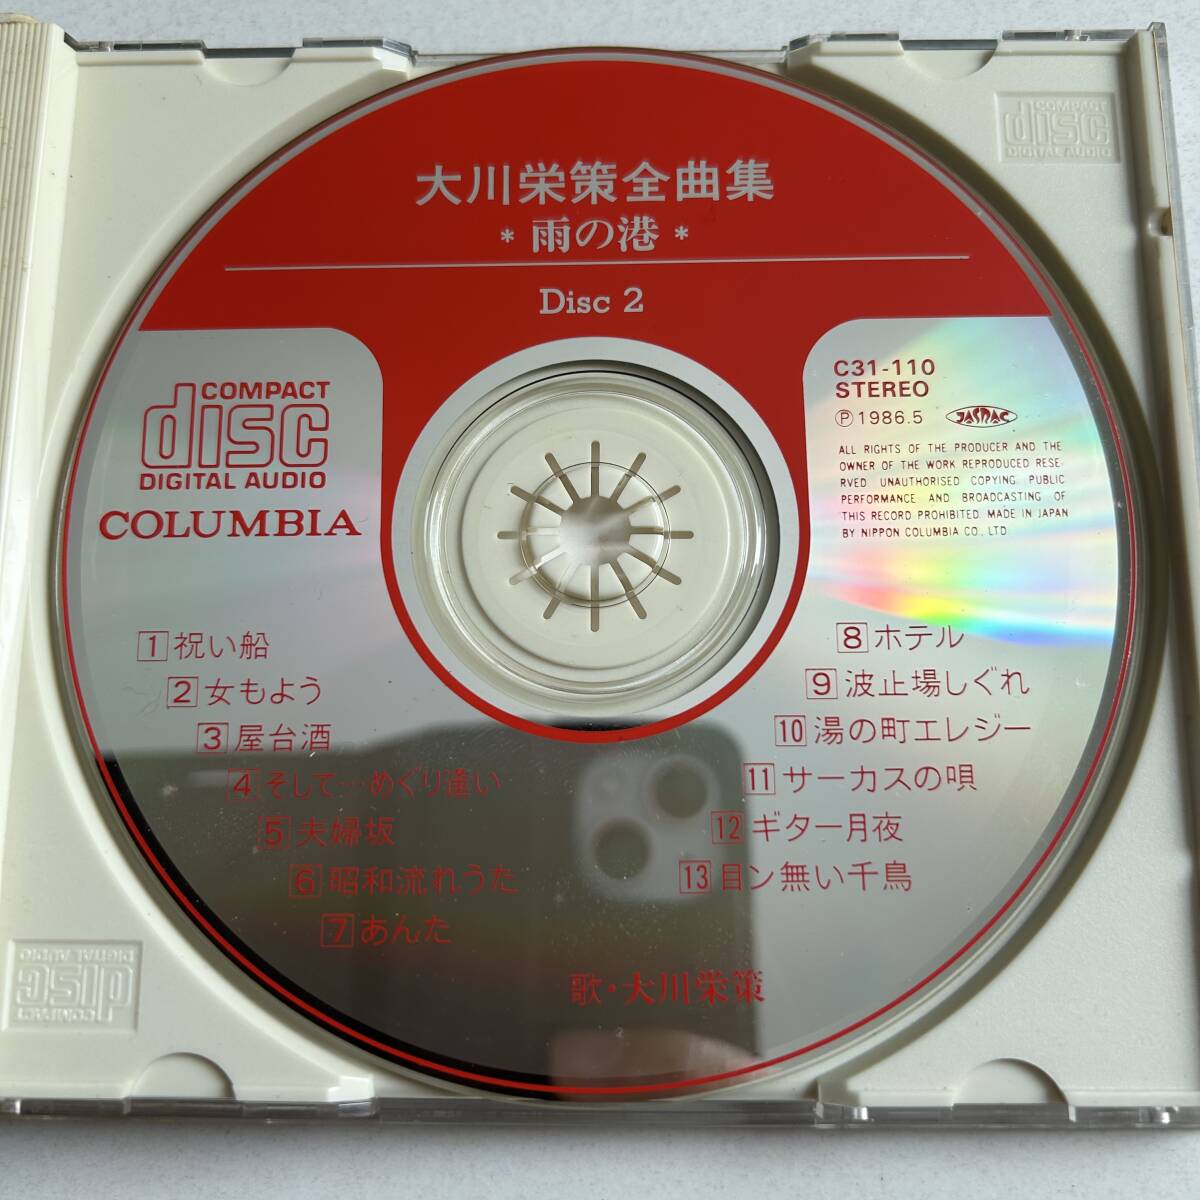 大川栄策全曲集
* 雨の港 *
Disc 2
COMPACT
disc
DIGITAL AUDIO
COLUMBIA
C31-110
STEREO
Ⓟ1986.5 JASRAC
ALL RIGHTS OF THE PRODUCER AND THE
OWNER OF THE WORK REPRODUCED RESE-
RVED UNAUTHORISED COPYING PUBLIC
PERFORMANCE AND BROADCASTING OF
THIS RECORD PROHIBITED. MADE IN JAPAN
BY NIPPON COLUMBIA CO., LTD.
1 祝い船
2 女もよう
3 屋台酒
4 そして…めぐり逢い
5 夫婦坂
6 昭和流れうた
7 あんた
8 ホテル
9 波止場しぐれ
10 湯の町エレジー
11 サーカスの唄
12 ギター月夜
13 目ン無い千鳥
歌・大川栄策
COMPACT
disc
DIGITAL AUDIO
COMPACT
disc
DIGITAL AUDIO